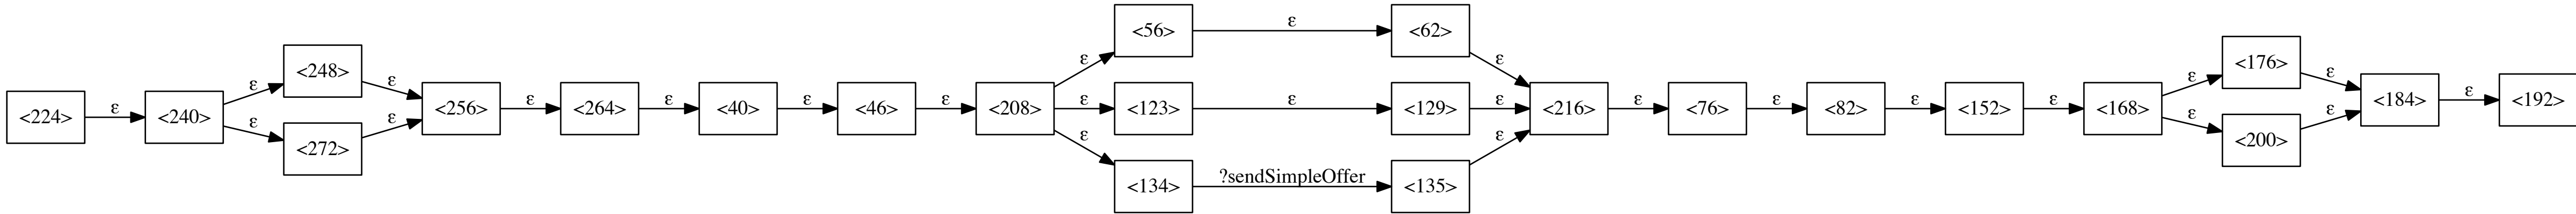 <224>
ε
<240>
ε
ε
<248>
<272>
ε
ε
<256>
ε
<264>
ε
<40>
ε
<46>
ε
<208>
ε
ε
ε
<56>
ε
<62>
ε
<123>
ε
<129>
ε
<134>
?sendSimpleOffer
<135>
ε
<216>
ε
<76>
ε
<82>
ε
<152>
ε
<168>
ε
ε
<176>
<200>
ε
ε
<184>
ε
<192>